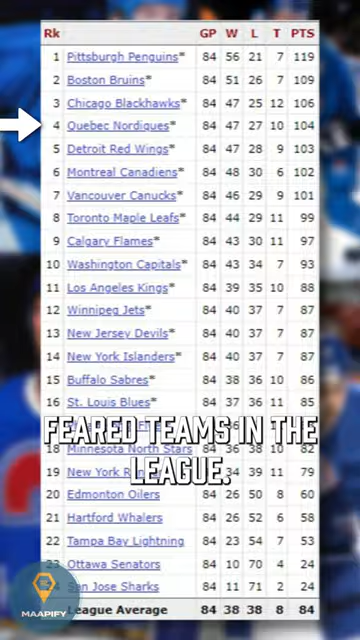 Rk GP W L T PTS
1 Pittsburgh Penguins* 84 56 21 7 119
2 Boston Bruins* 84 51 26 7 109
3 Chicago Blackhawks* 84 47 25 12 106
4 Quebec Nordiques* 84 47 27 10 104
5 Detroit Red Wings* 84 47 28 9 103
6 Montreal Canadiens* 84 48 30 6 102
7 Vancouver Canucks* 84 46 29 9 101
8 Toronto Maple Leafs* 84 44 29 11 99
9 Calgary Flames* 84 43 30 11 97
10 Washington Capitals* 84 43 34 7 93
11 Los Angeles Kings* 84 39 35 10 88
12 Winnipeg Jets* 84 40 37 7 87
13 New Jersey Devils* 84 40 37 7 87
14 New York Islanders* 84 40 37 7 87
15 Buffalo Sabres* 84 38 36 10 86
16 St. Louis Blues* 84 37 36 11 85
FEARED TEAMS IN THE
18 Minnesota North Stars 84 36 38 10 82
LEAGUE.
19 New York 34 39 11 79
20 Edmonton Oilers 84 26 50 8 60
21 Hartford Whalers 84 26 52 6 58
22 Tampa Bay Lightning 84 23 54 7 53
23 Ottawa Senators 84 10 70 4 24
San Jose Sharks 84 11 71 2 24
League Average 84 38 38 8 84
MAAPIFY